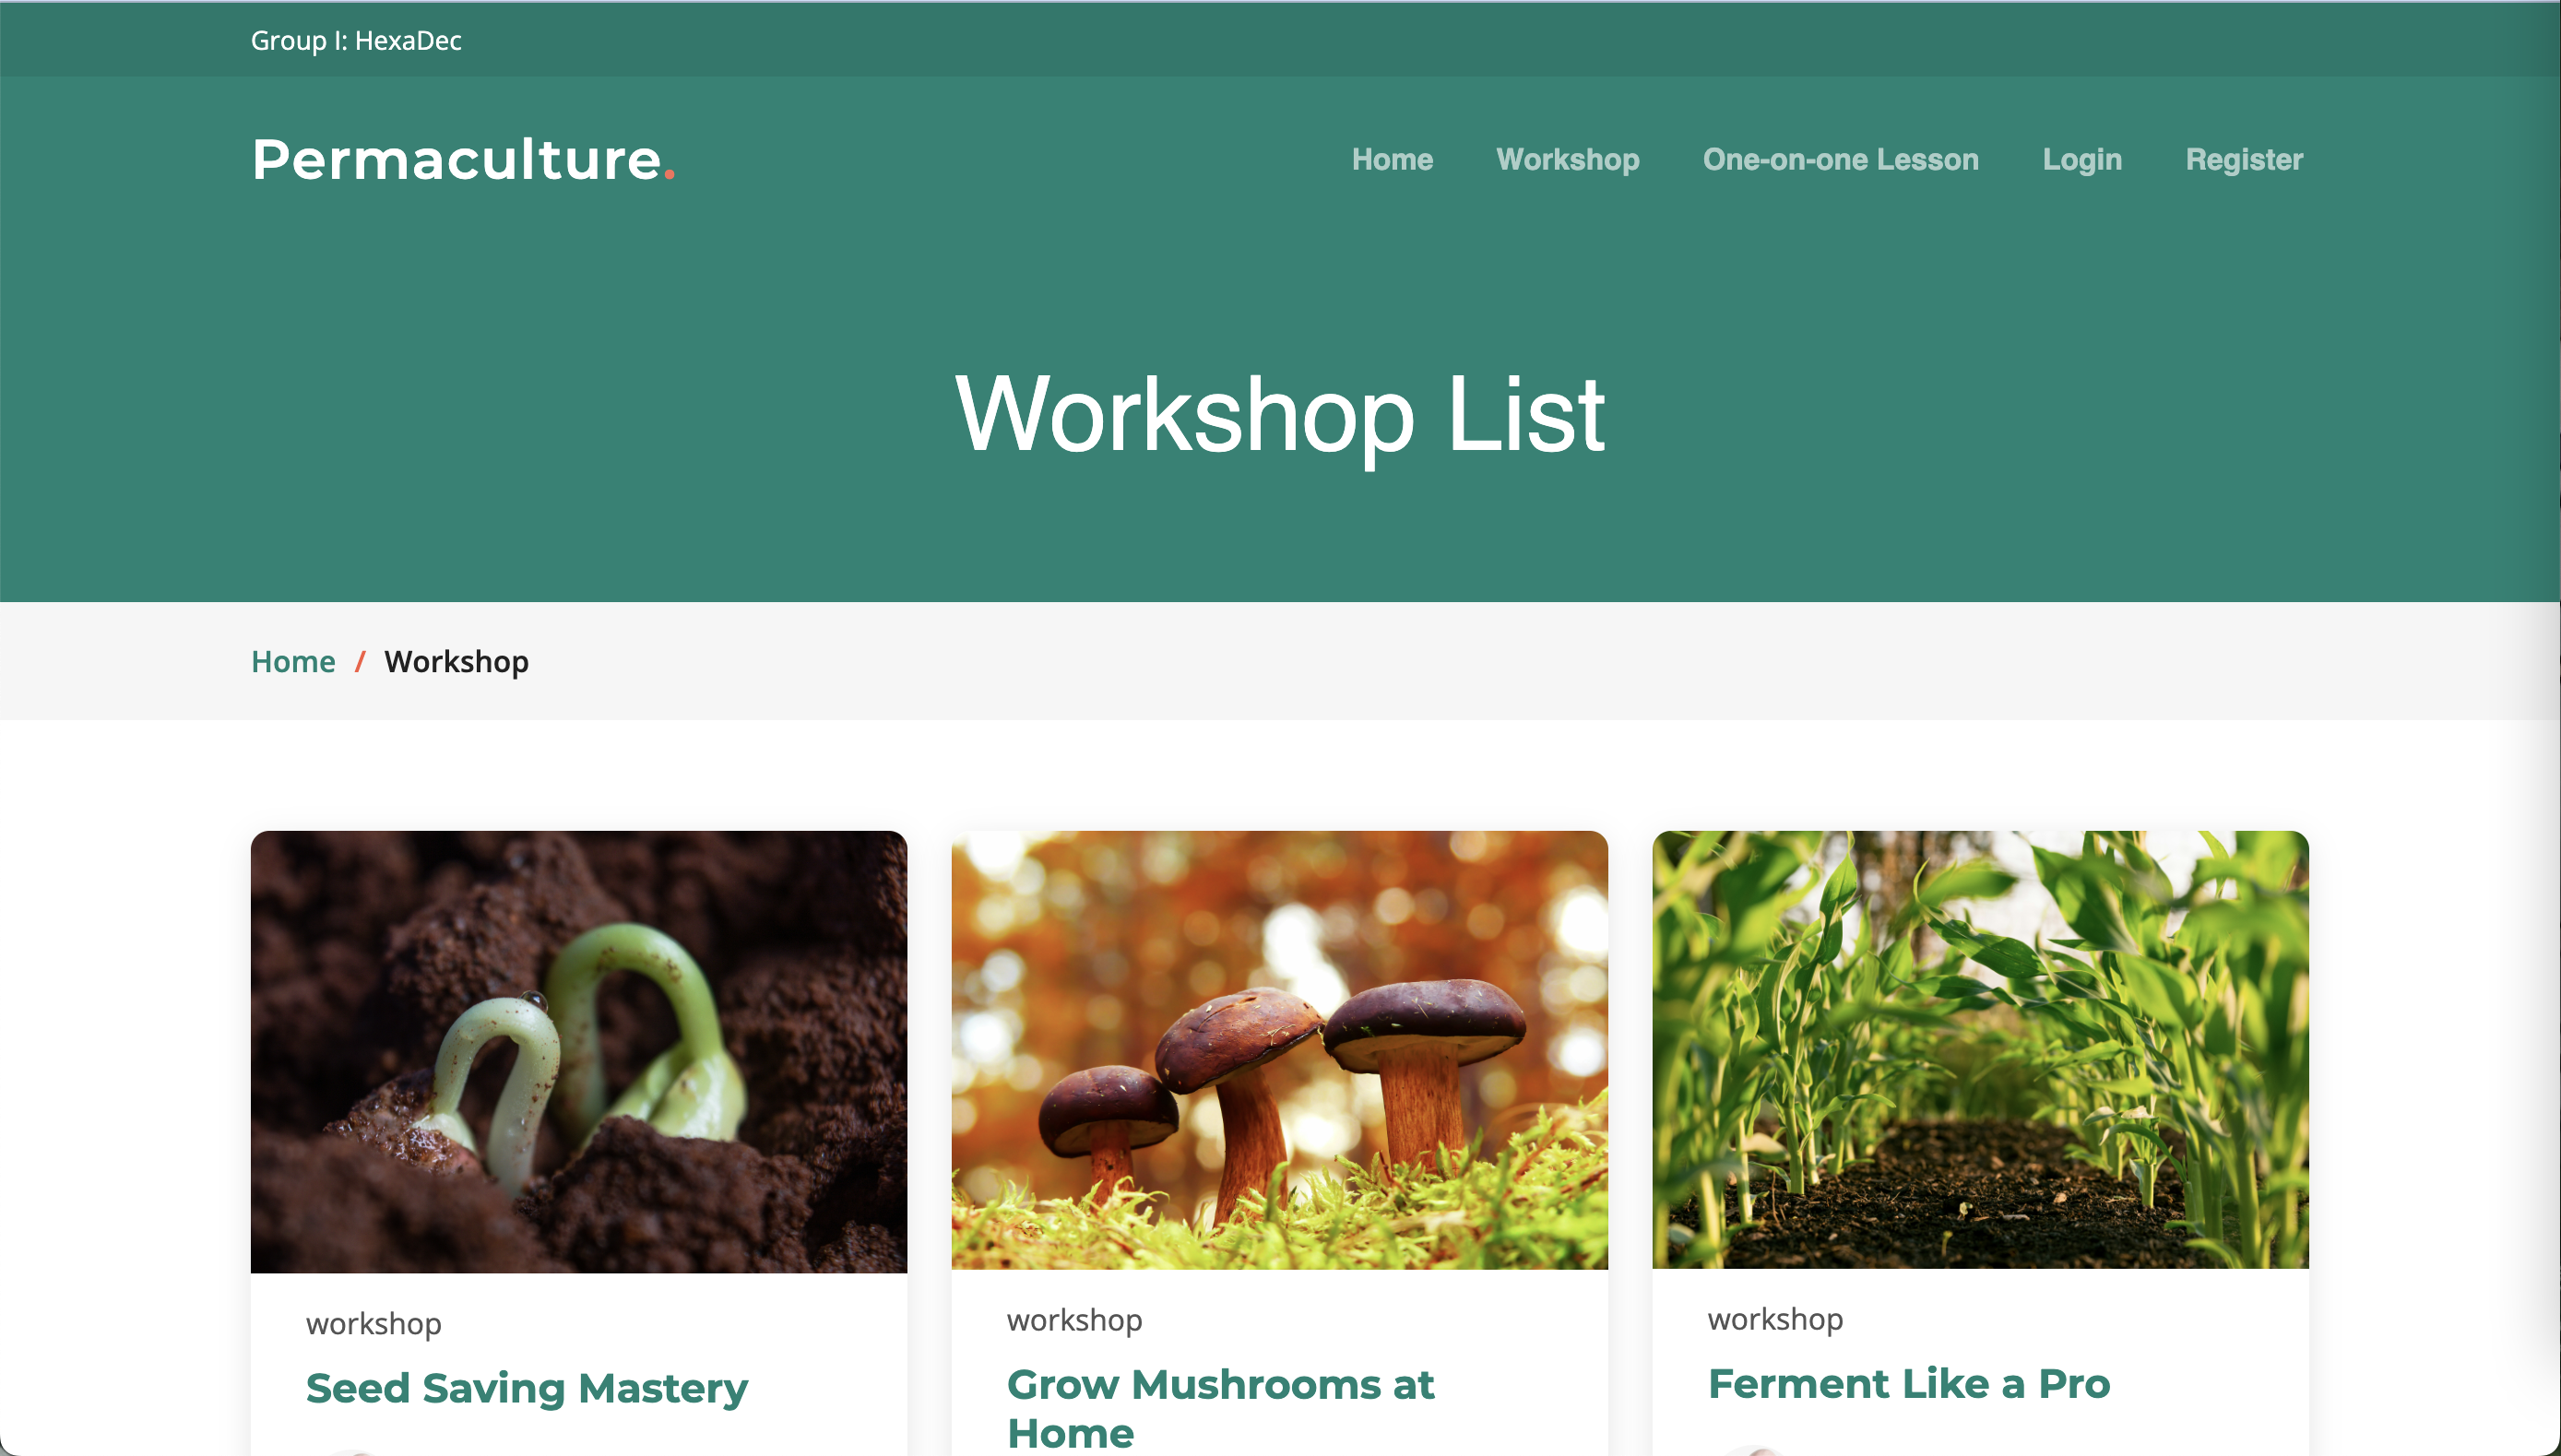 Group I: HexaDec
Permaculture.
Home Workshop One-on-one Lesson Login Register
Workshop List
Home / Workshop
workshop
Seed Saving Mastery
workshop
Grow Mushrooms at
Home
workshop
Ferment Like a Pro